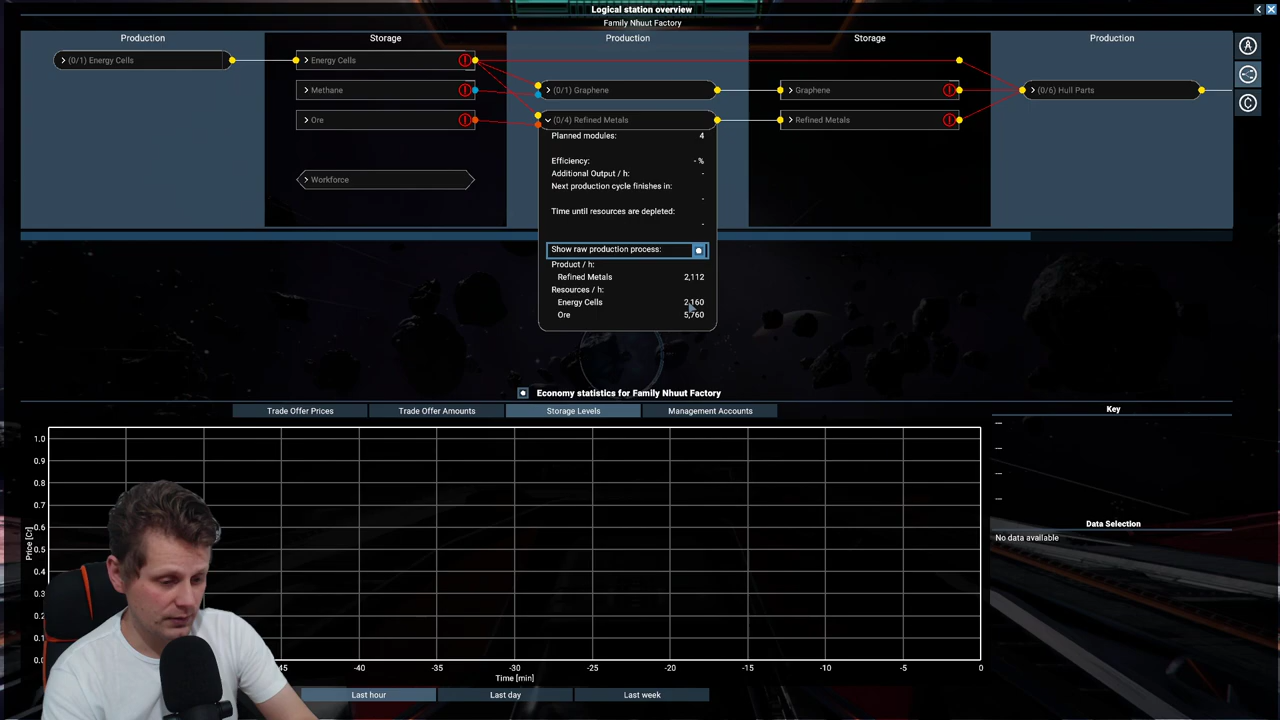 Logical station overview
Family Nhuut Factory
Production
Storage
Production
Storage
Production
(0/1) Energy Cells
Energy Cells
Methane
(0/1) Graphene
Graphene
(0/6) Hull Parts
Ore
(0/4) Refined Metals
Refined Metals
Planned modules: 4
Efficiency: - %
Additional Output / h: -
Next production cycle finishes in:
-
Time until resources are depleted:
-
Workforce
Show raw production process:
Product / h:
Refined Metals 2,112
Resources / h:
Energy Cells 2,160
Ore 5,760
A
C
Economy statistics for Family Nhuut Factory
Trade Offer Prices
Trade Offer Amounts
Storage Levels
Management Accounts
Key
Data Selection
No data available
Price [Cr]
1.0
0.9
0.8
0.7
0.6
0.5
0.4
0.3
0.2
0.1
0.0
-45
-35
-30
-25
-20
-15
-10
-5
0
Time [min]
Last hour
Last day
Last week